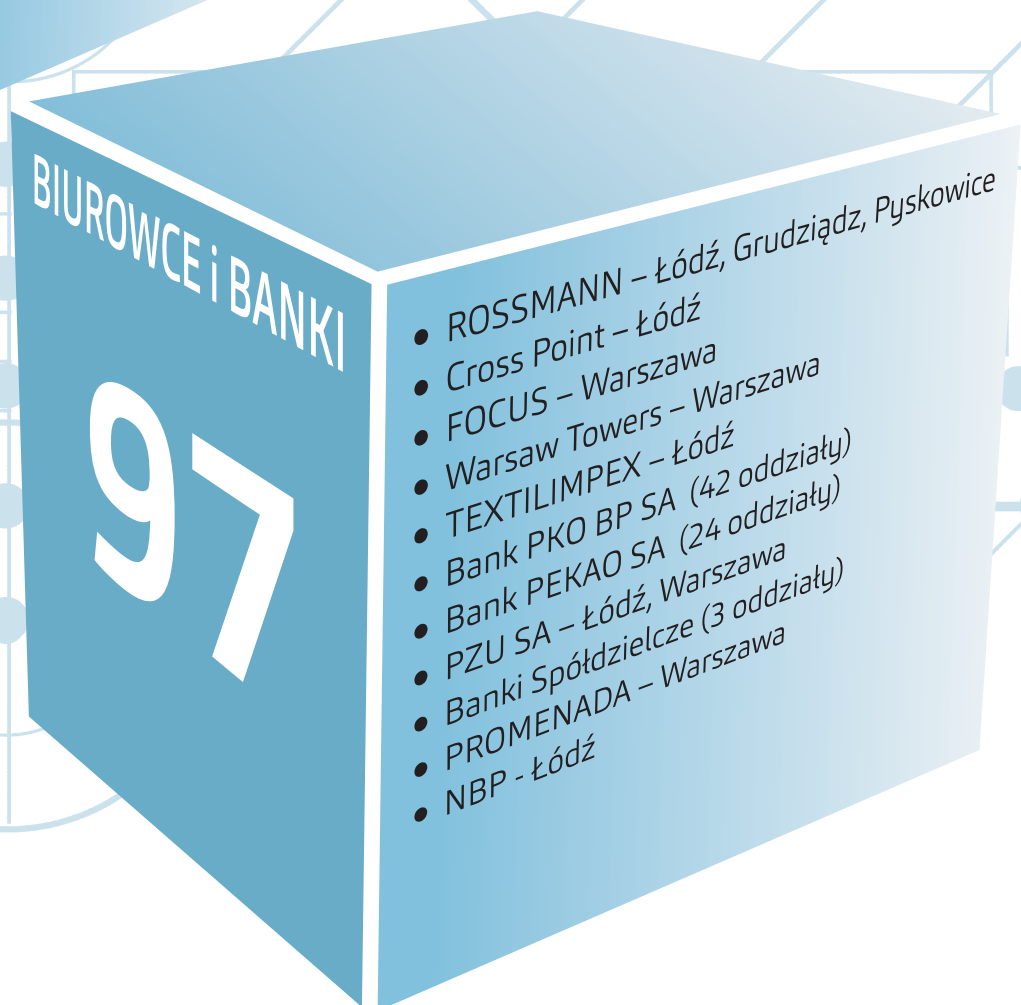 BIUROWCE i BANKI
97
• ROSSMANN – Łódź, Grudziądz, Pyskowice
• Cross Point – Łódź
• FOCUS – Warszawa
• Warsaw Towers – Warszawa
• TEXTILIMPEX – Łódź
• Bank PKO BP SA (42 oddziały)
• Bank PEKAO SA (24 oddziały)
• PZU SA – Łódź, Warszawa
• Banki Spółdzielcze (3 oddziały)
• PROMENADA – Warszawa
• NBP - Łódź